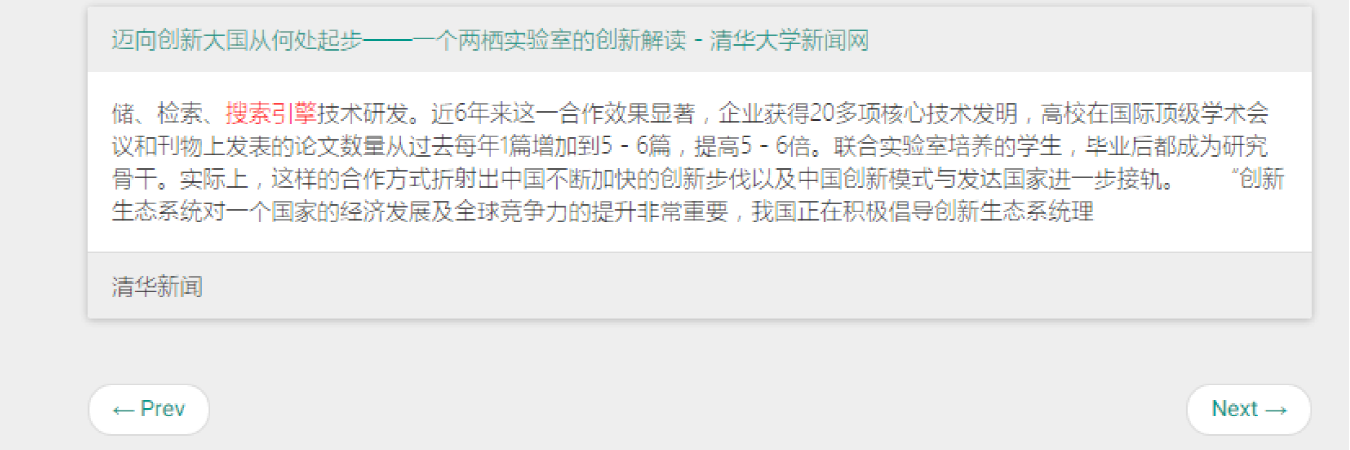 迈向创新大国从何处起步——一个两栖实验室的创新解读 - 清华大学新闻网
储、检索、搜索引擎技术研发。近6年来这一合作效果显著，企业获得20多项核心技术发明，高校在国际顶级学术会
议和刊物上发表的论文数量从过去每年1篇增加到5-6篇，提高5-6倍。联合实验室培养的学生，毕业后都成为研究
骨干。实际上，这样的合作方式折射出中国不断加快的创新步伐以及中国创新模式与发达国家进一步接轨。　　“创新
生态系统对一个国家的经济发展及全球竞争力的提升非常重要，我国正在积极倡导创新生态系统理
清华新闻
← Prev
Next →